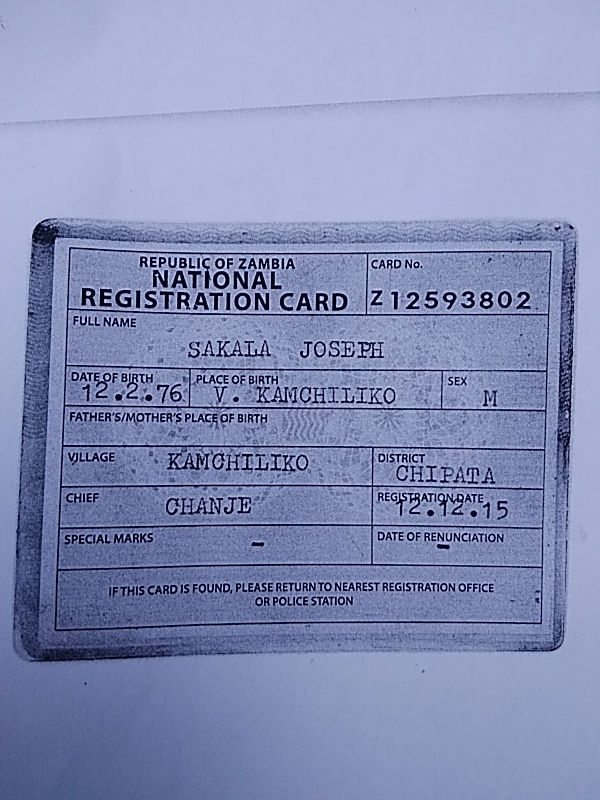 REPUBLIC OF ZAMBIA
NATIONAL
REGISTRATION CARD
CARD No.
Z 12593802
FULL NAME
SAKALA JOSEPH
DATE OF BIRTH
12.2.76
PLACE OF BIRTH
V. KAMCHILIKO
SEX
M
FATHER'S/MOTHER'S PLACE OF BIRTH
VILLAGE
KAMCHILIKO
DISTRICT
CHIPATA
CHIEF
CHANJE
REGISTRATION DATE
12.12.15
SPECIAL MARKS
-
DATE OF RENUNCIATION
-
IF THIS CARD IS FOUND, PLEASE RETURN TO NEAREST REGISTRATION OFFICE
OR POLICE STATION